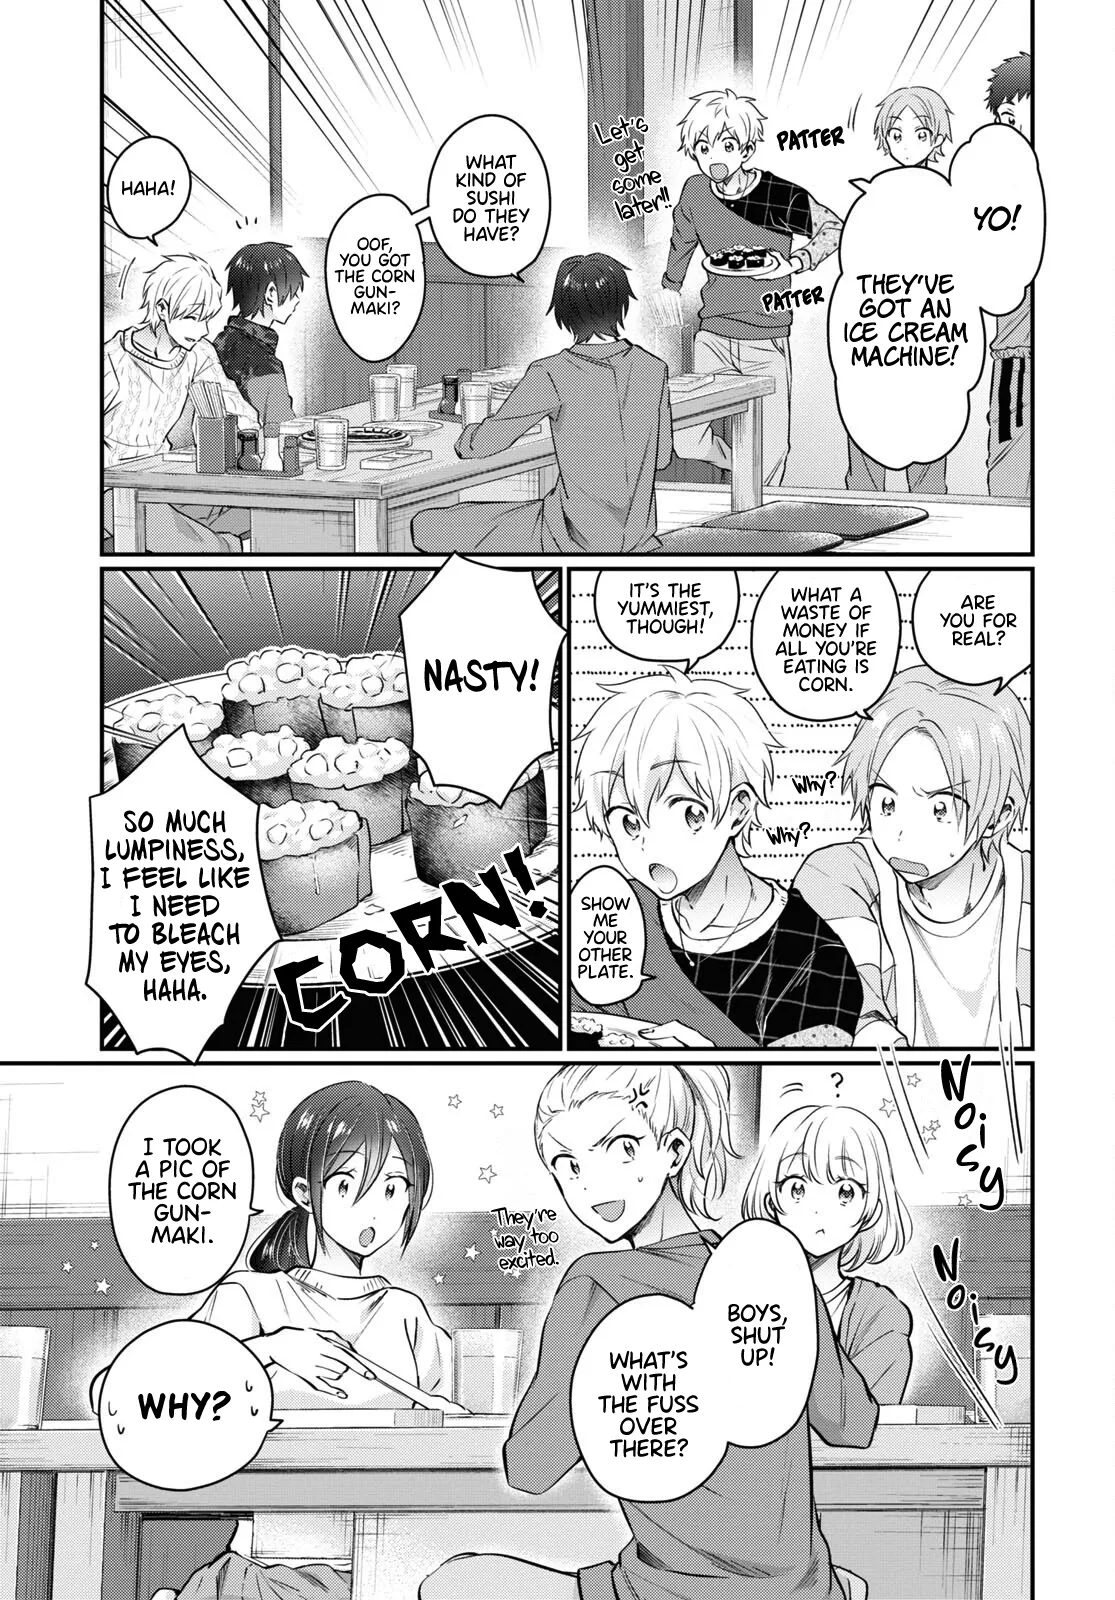 YO!
THEY'VE
GOT AN
ICE CREAM
MACHINE!
PATTER
PATTER
Let's
get
some
later!!
WHAT
KIND OF
SUSHI
DO THEY
HAVE?
OOF,
YOU GOT
THE CORN
GUN-
MAKI?
HAHA!
ARE
YOU FOR
REAL?
WHAT A
WASTE OF
MONEY IF
ALL YOU'RE
EATING IS
CORN.
IT'S THE
YUMMIEST,
THOUGH!
Why?
Why?
SHOW
ME
YOUR
OTHER
PLATE.
NASTY!
CORN!
SO MUCH
LUMPINESS,
I FEEL LIKE
I NEED
TO BLEACH
MY EYES,
HAHA.
Noisy
Noisy
?
BOYS,
SHUT
UP!
WHAT'S
WITH
THE FUSS
OVER
THERE?
They're
way too
excited.
I TOOK
A PIC OF
THE CORN
GUN-
MAKI.
WHY?